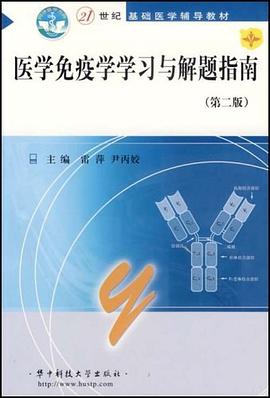 21世纪 基础医学辅导教材
医学免疫学学习与解题指南
(第二版)
主编 雷萍 尹丙姣
华中科技大学出版社
http://www.hustp.com